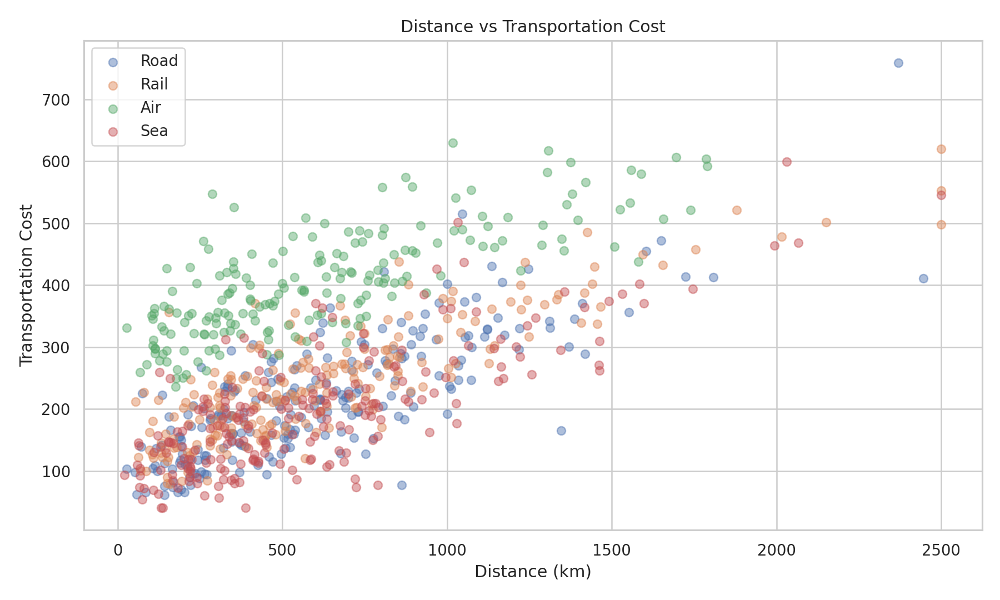 Distance vs Transportation Cost
Road
Rail
Air
Sea
Transportation Cost
700
600
500
400
300
200
100
0
500
1000
1500
2000
2500
Distance (km)